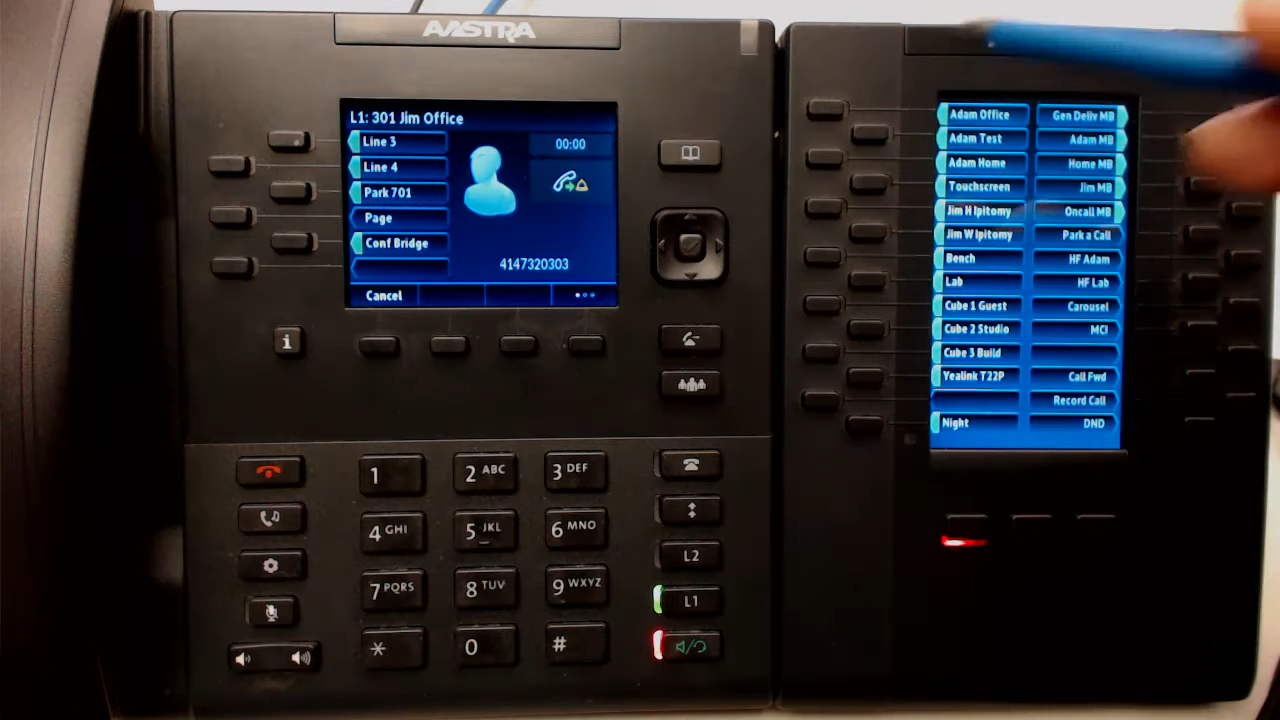 AASTRA
L1: 301 Jim Office
Line 3
00:00
Line 4
Park 701
Page
Conf Bridge
4147320303
Cancel
i
1
2 ABC
3 DEF
4 GHI
5 JKL
6 MNO
L2
7 PQRS
8 TUV
9 WXYZ
L1
*
0
#
Adam Office Gen Deliv MB
Adam Test Adam MB
Adam Home Home MB
Touchscreen Jim MB
Jim H Ipitomy Oncall MB
Jim W Ipitomy Park a Call
Bench HF Adam
Lab HF Lab
Cube 1 Guest Carousel
Cube 2 Studio MCI
Cube 3 Build
Yealink T22P Call Fwd
Record Call
Night DND